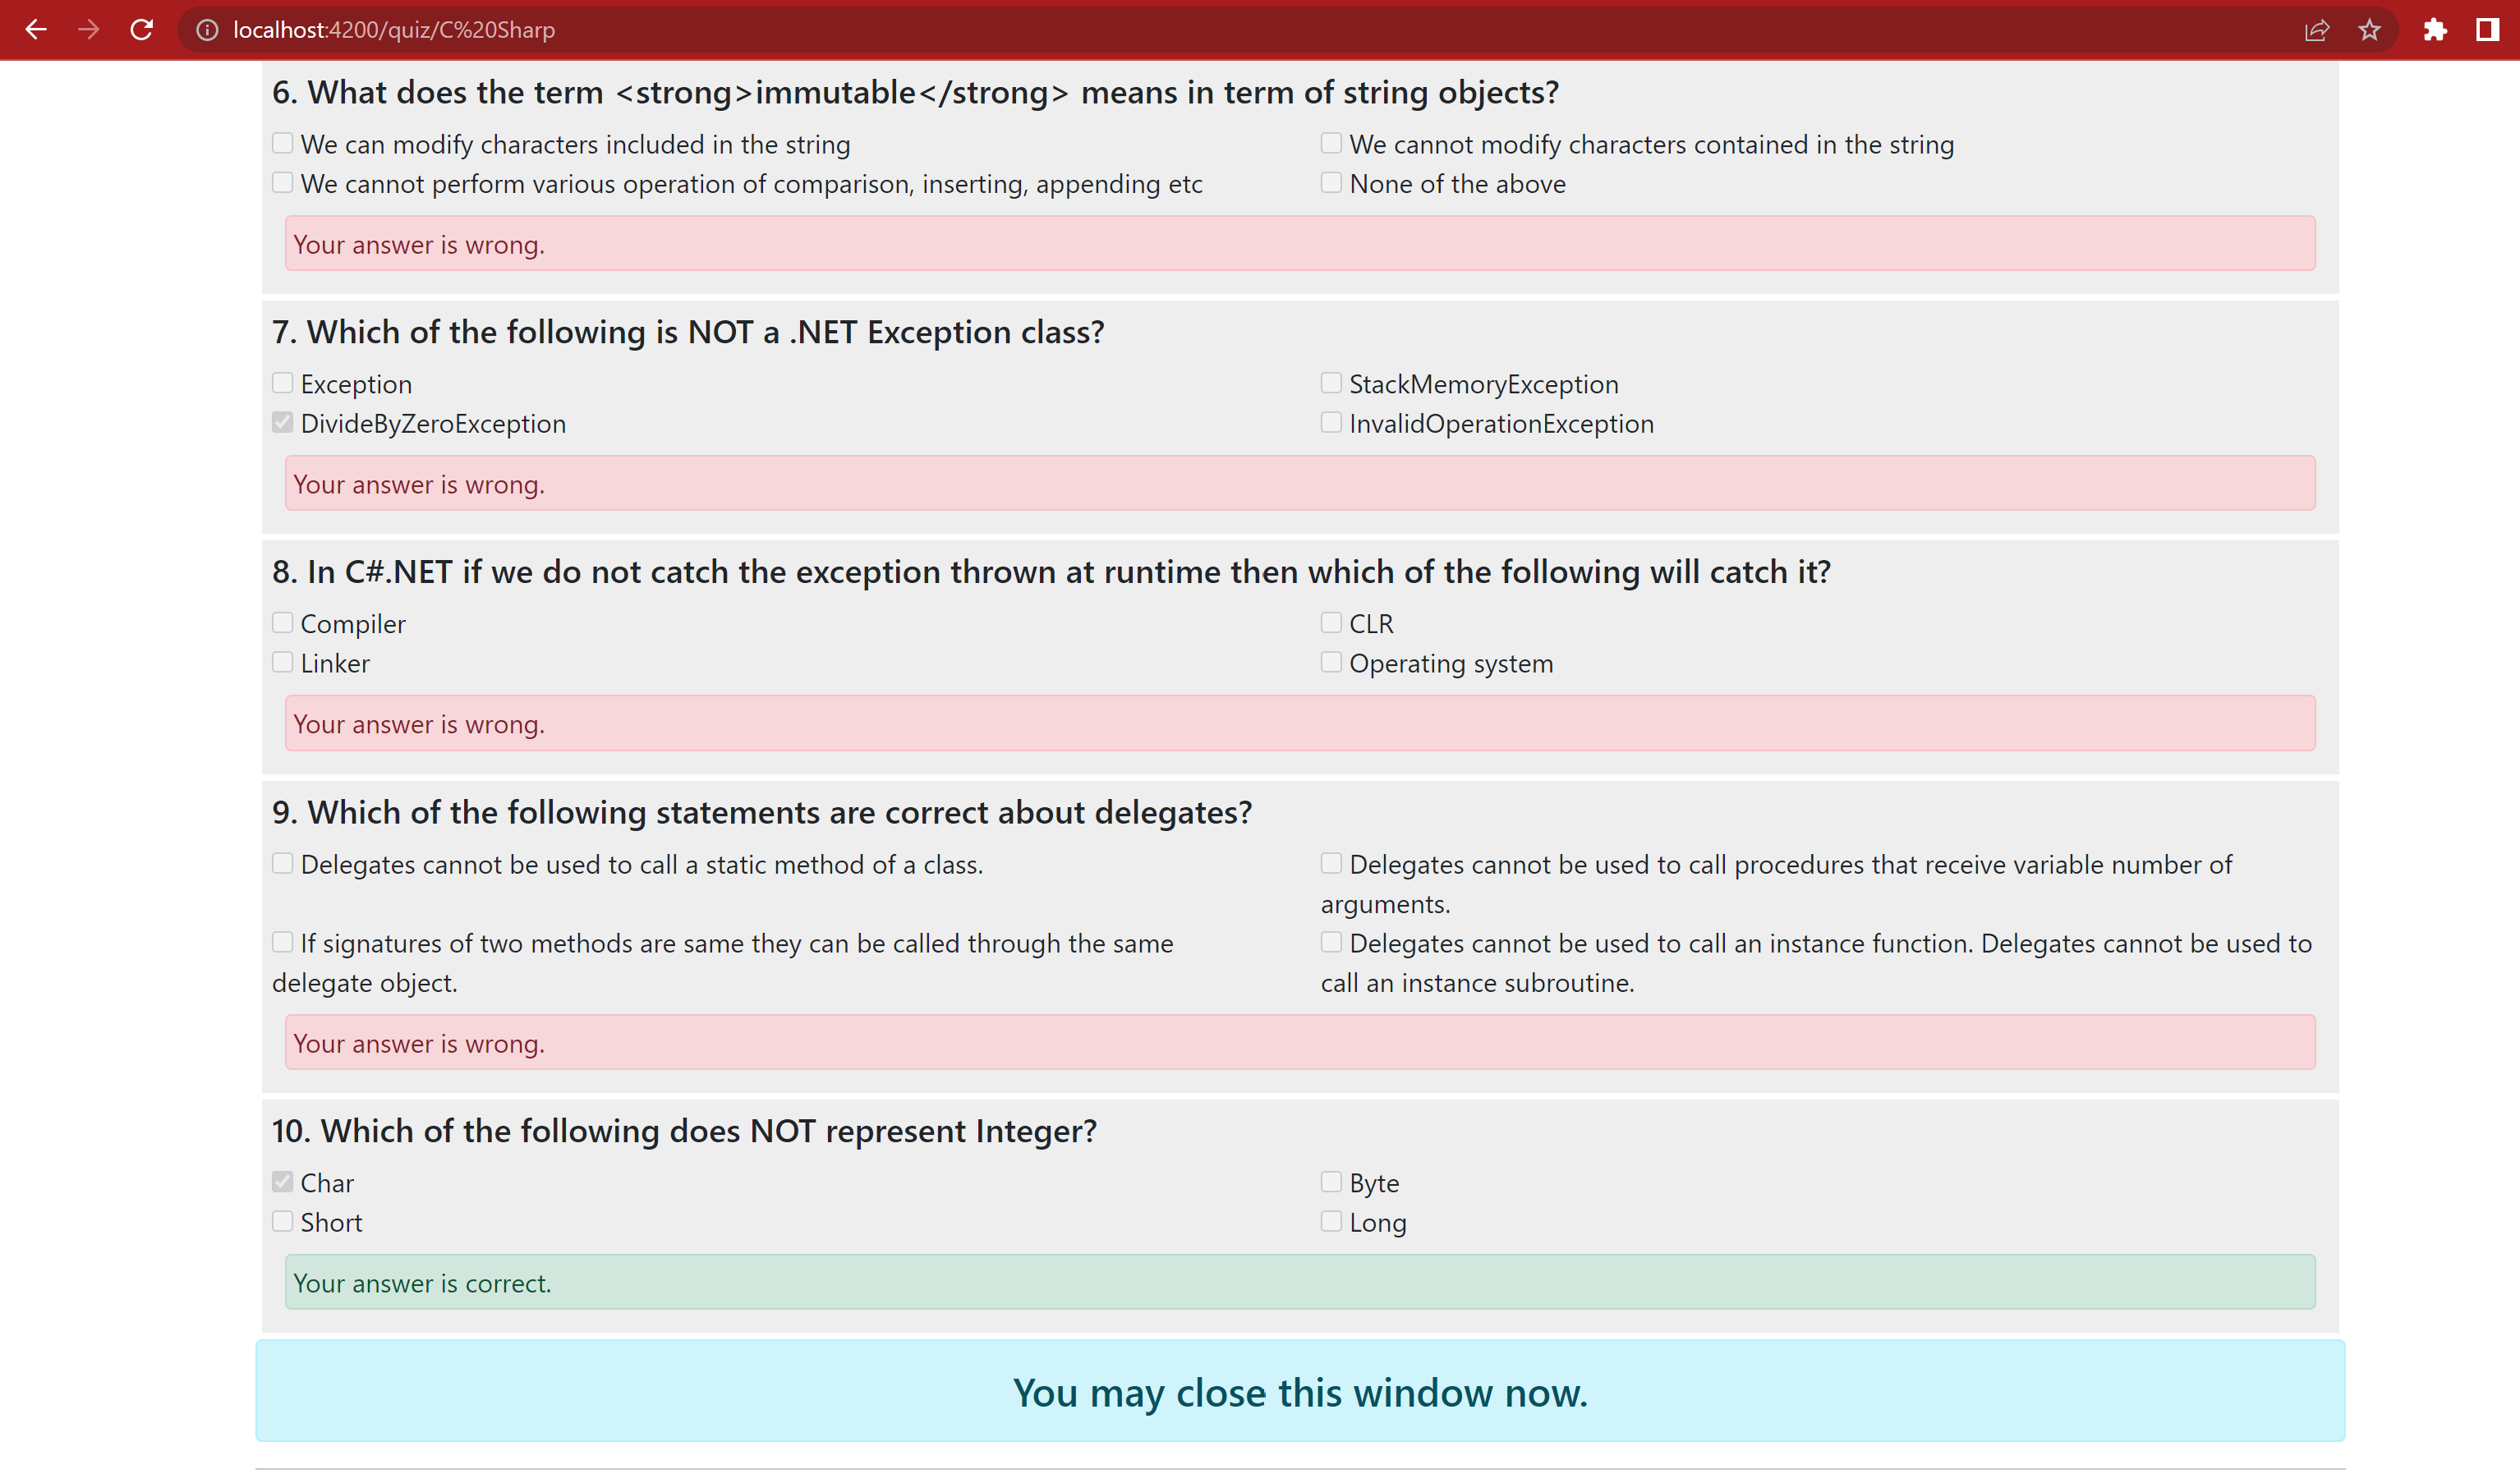 localhost:4200/quiz/C%20Sharp
6. What does the term <strong>immutable</strong> means in term of string objects?
We can modify characters included in the string
We cannot modify characters contained in the string
We cannot perform various operation of comparison, inserting, appending etc
None of the above
Your answer is wrong.
7. Which of the following is NOT a .NET Exception class?
Exception
StackMemoryException
DivideByZeroException
InvalidOperationException
Your answer is wrong.
8. In C#.NET if we do not catch the exception thrown at runtime then which of the following will catch it?
Compiler
CLR
Linker
Operating system
Your answer is wrong.
9. Which of the following statements are correct about delegates?
Delegates cannot be used to call a static method of a class.
Delegates cannot be used to call procedures that receive variable number of
arguments.
If signatures of two methods are same they can be called through the same
delegate object.
Delegates cannot be used to call an instance function. Delegates cannot be used to
call an instance subroutine.
Your answer is wrong.
10. Which of the following does NOT represent Integer?
Char
Byte
Short
Long
Your answer is correct.
You may close this window now.